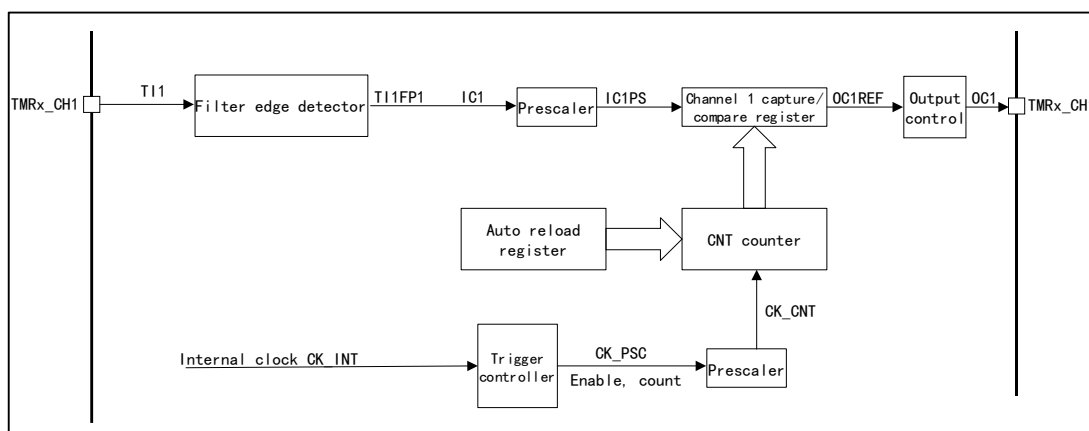 TMRx_CH1
TI1
Filter edge detector
TI1FP1
IC1
Prescaler
IC1PS
Channel 1 capture/
compare register
OC1REF
Output
control
OC1
TMRx_CH
Auto reload
register
CNT counter
CK_CNT
Internal clock CK_INT
Trigger
controller
CK_PSC
Enable, count
Prescaler